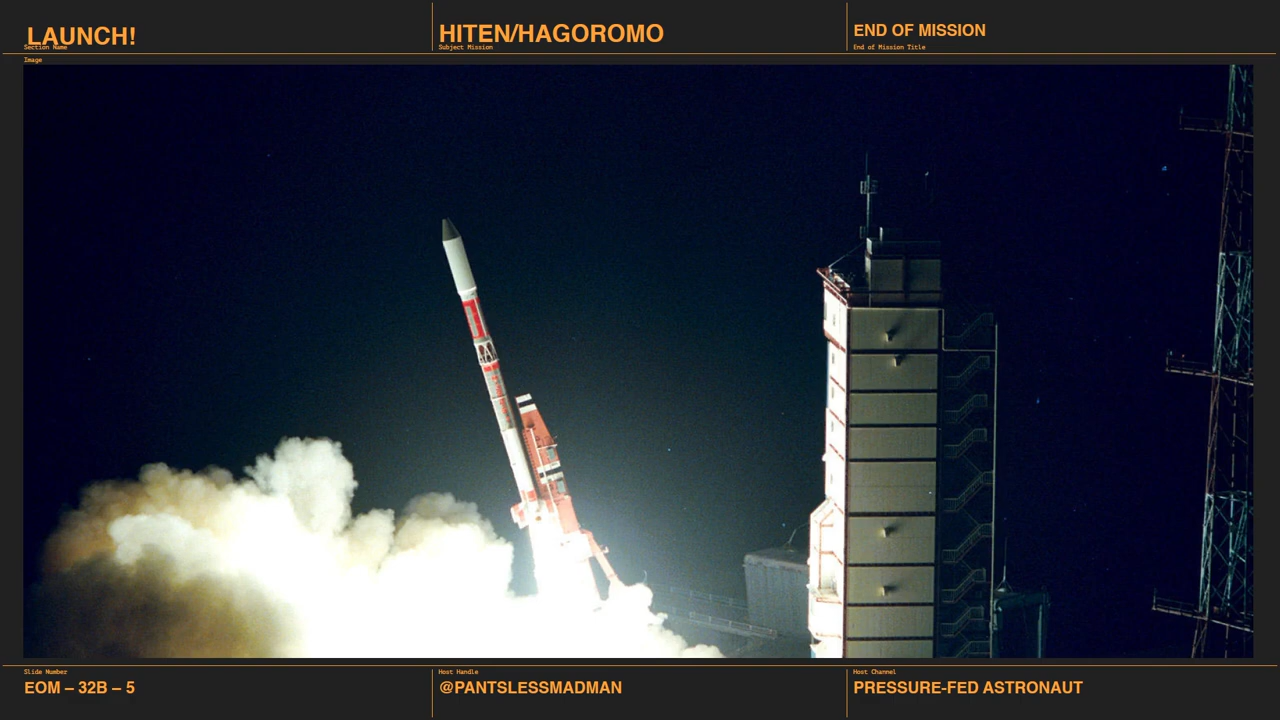 LAUNCH!
Section Name
HITEN/HAGOROMO
Subject Mission
END OF MISSION
End of Mission Title
Image
Slide Number
EOM – 32B – 5
Host Handle
@PANTSLESSMADMAN
Host Channel
PRESSURE-FED ASTRONAUT